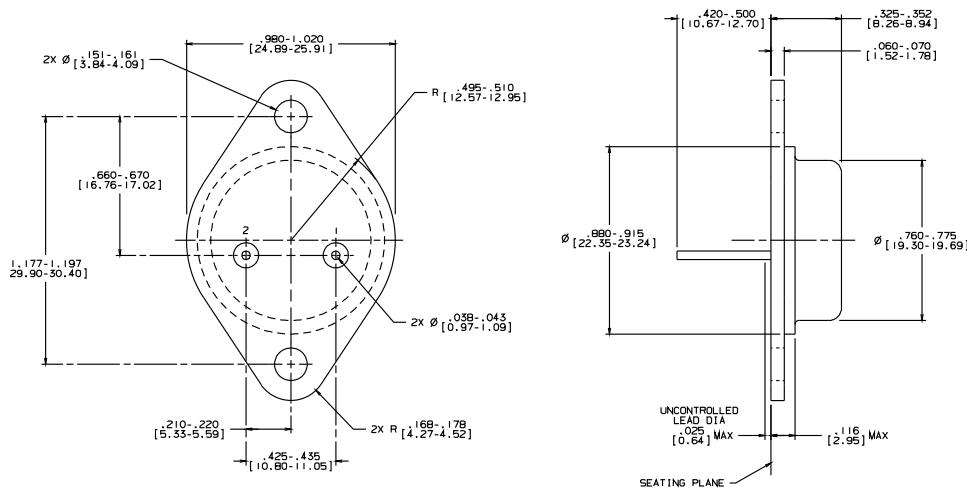 .980-1.020
[24.89-25.91]
2X Ø .151-.161
[3.84-4.09]
R .495-.510
[12.57-12.95]
.660-.670
[16.76-17.02]
2
1.177-1.197
29.90-30.40]
2X Ø .038-.043
[0.97-1.09]
.210-.220
[5.33-5.59]
2X R .168-.178
[4.27-4.52]
.425-.435
[10.80-11.05]
.420-.500
[10.67-12.70]
.325-.352
[8.26-8.94]
.060-.070
[1.52-1.78]
Ø .880-.915
[22.35-23.24]
Ø .760-.775
[19.30-19.69]
UNCONTROLLED
LEAD DIA
.025
[0.64] MAX
.116
[2.95] MAX
SEATING PLANE